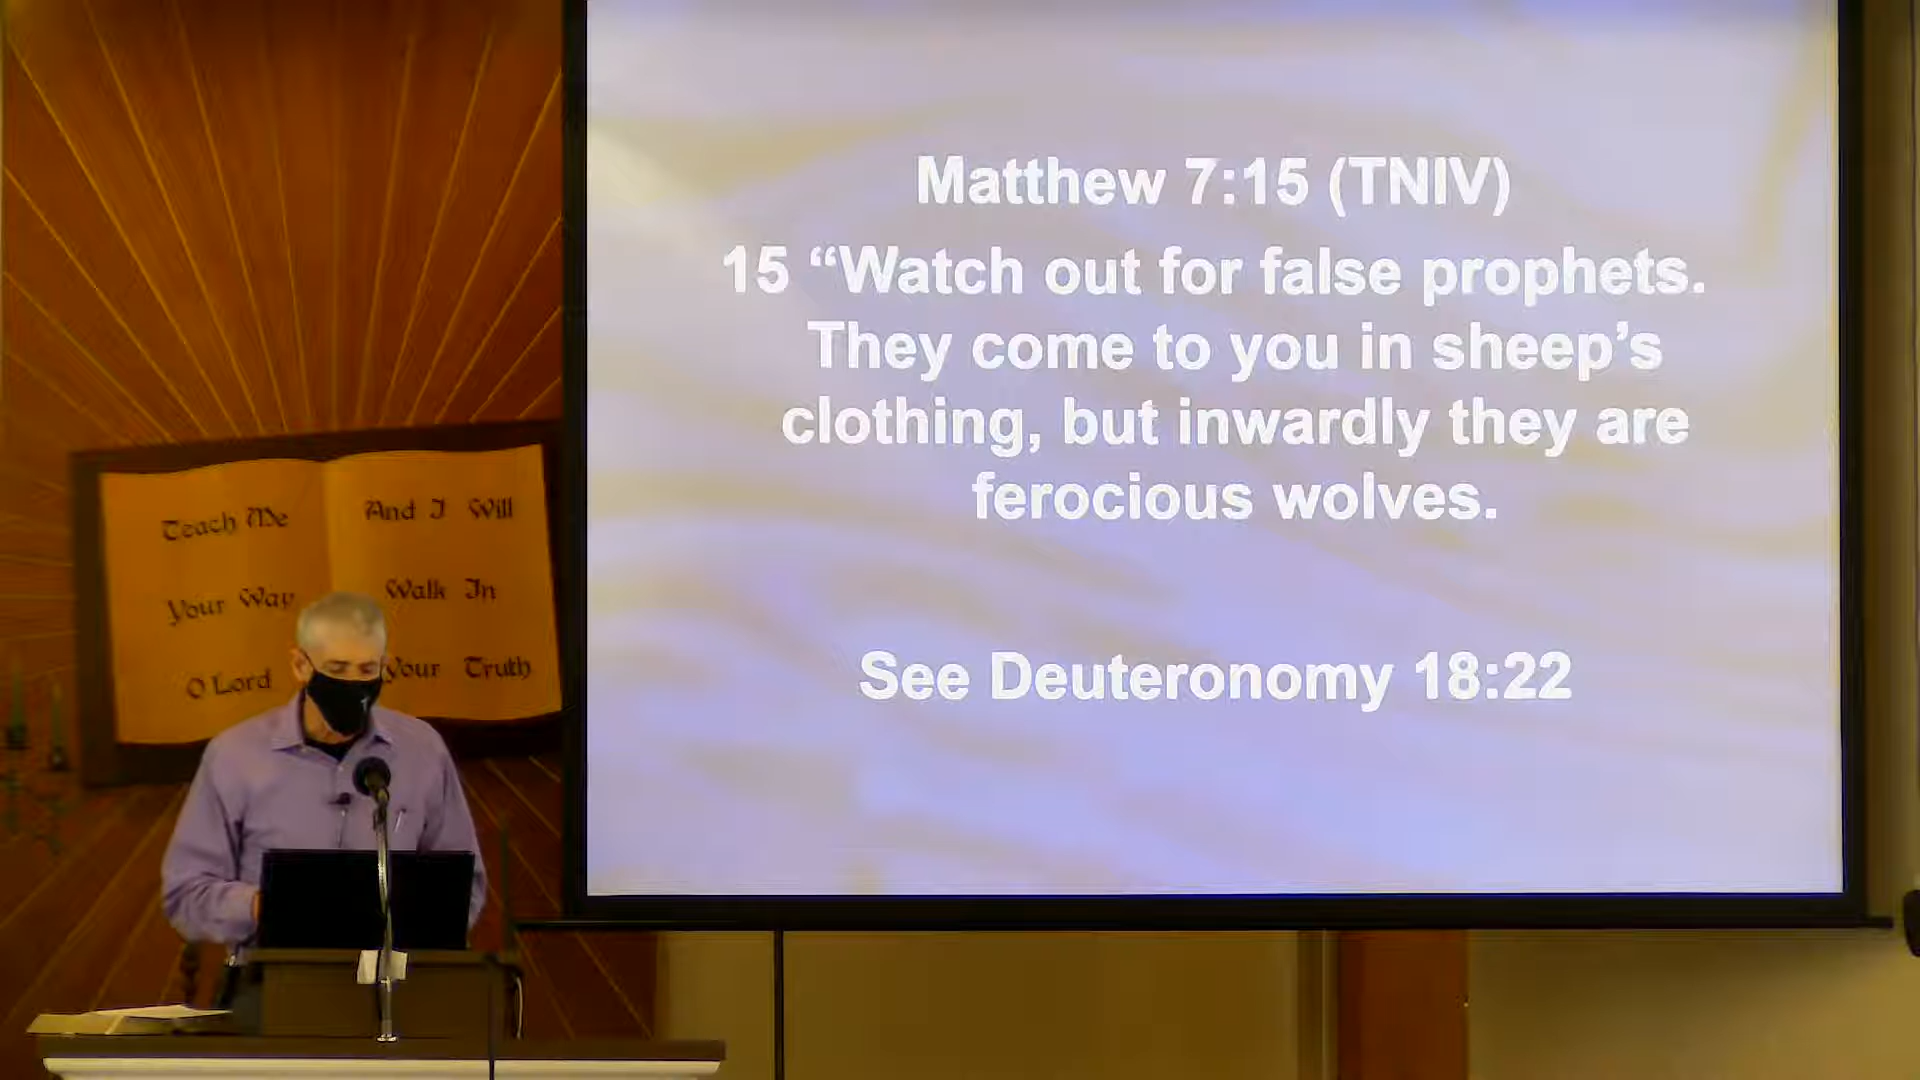 Matthew 7:15 (TNIV)
15 “Watch out for false prophets.
They come to you in sheep’s
clothing, but inwardly they are
ferocious wolves.
See Deuteronomy 18:22
Teach Me
Your Way
O Lord
And I Will
Walk In
Your Truth